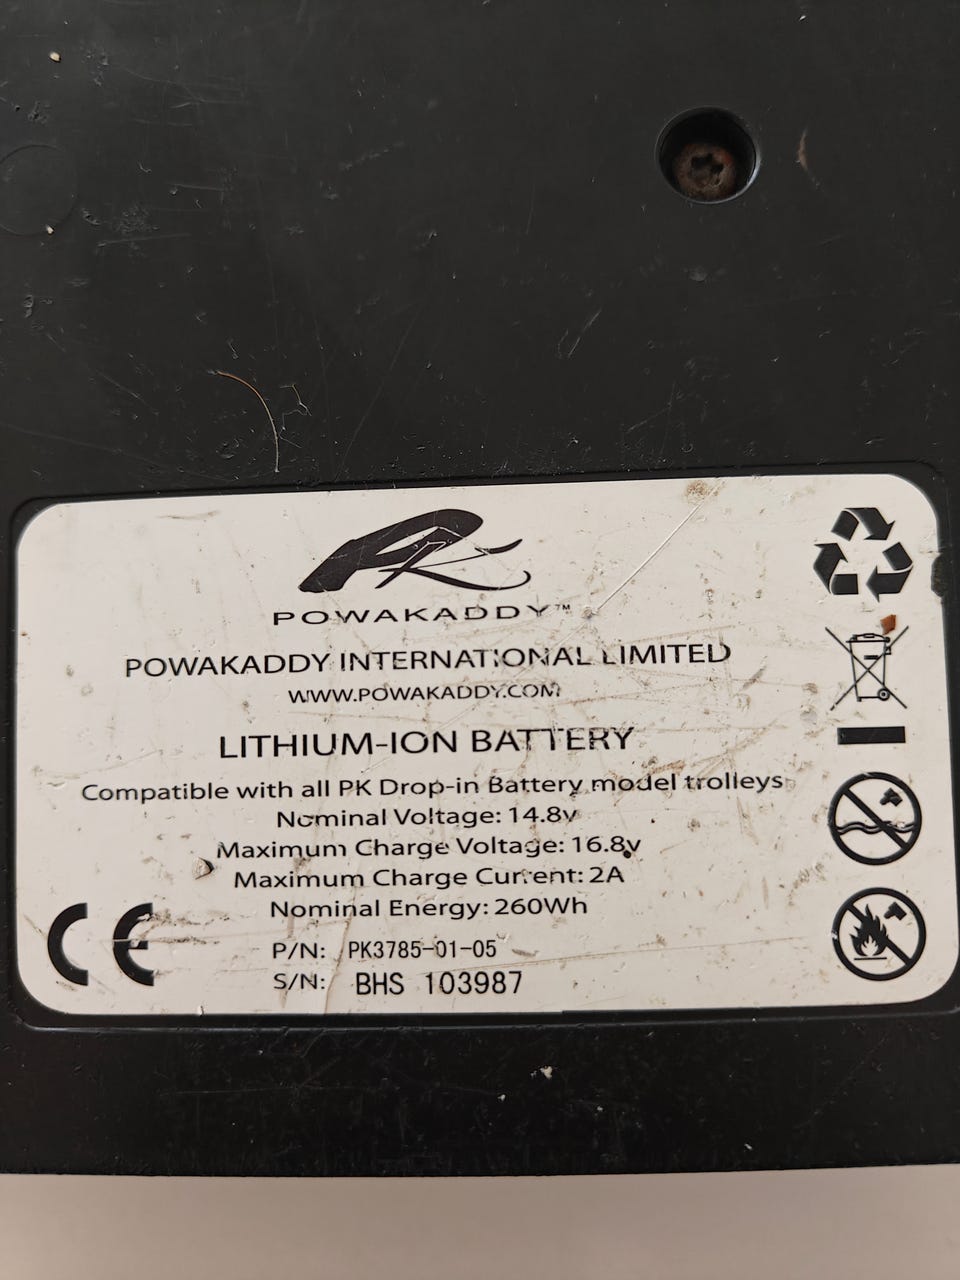 POWAKADDY™
POWAKADDY INTERNATIONAL LIMITED
WWW.POWAKADDY.COM
LITHIUM-ION BATTERY
Compatible with all PK Drop-in Battery model trolleys
Nominal Voltage: 14.8v
Maximum Charge Voltage: 16.8v
Maximum Charge Current: 2A
Nominal Energy: 260Wh
P/N: PK3785-01-05
S/N: BHS 103987
CE